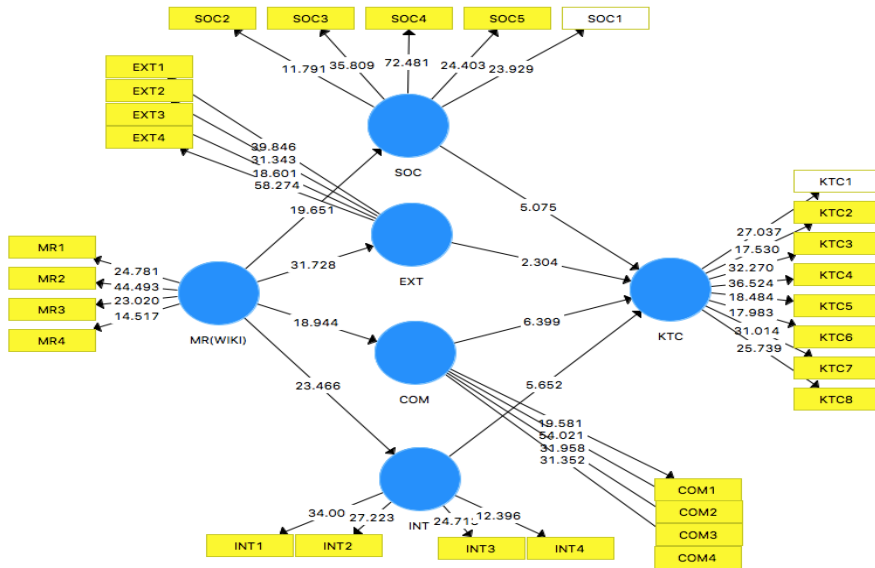 SOC2 SOC3 SOC4 SOC5 SOC1
11.791 35.809 72.481 24.403 23.929
SOC
EXT1
EXT2
EXT3
EXT4
39.846
31.343
18.601
58.274
EXT
19.651
31.728
18.944
23.466
MR1
MR2
MR3
MR4
24.781
44.493
23.020
14.517
MR(WIKI)
5.075
2.304
6.399
5.652
KTC
27.037
17.530
32.270
36.524
18.484
17.983
31.014
25.739
KTC1
KTC2
KTC3
KTC4
KTC5
KTC6
KTC7
KTC8
COM
19.581
54.021
31.958
31.352
COM1
COM2
COM3
COM4
INT
34.00 27.223 24.71 12.396
INT1 INT2 INT3 INT4